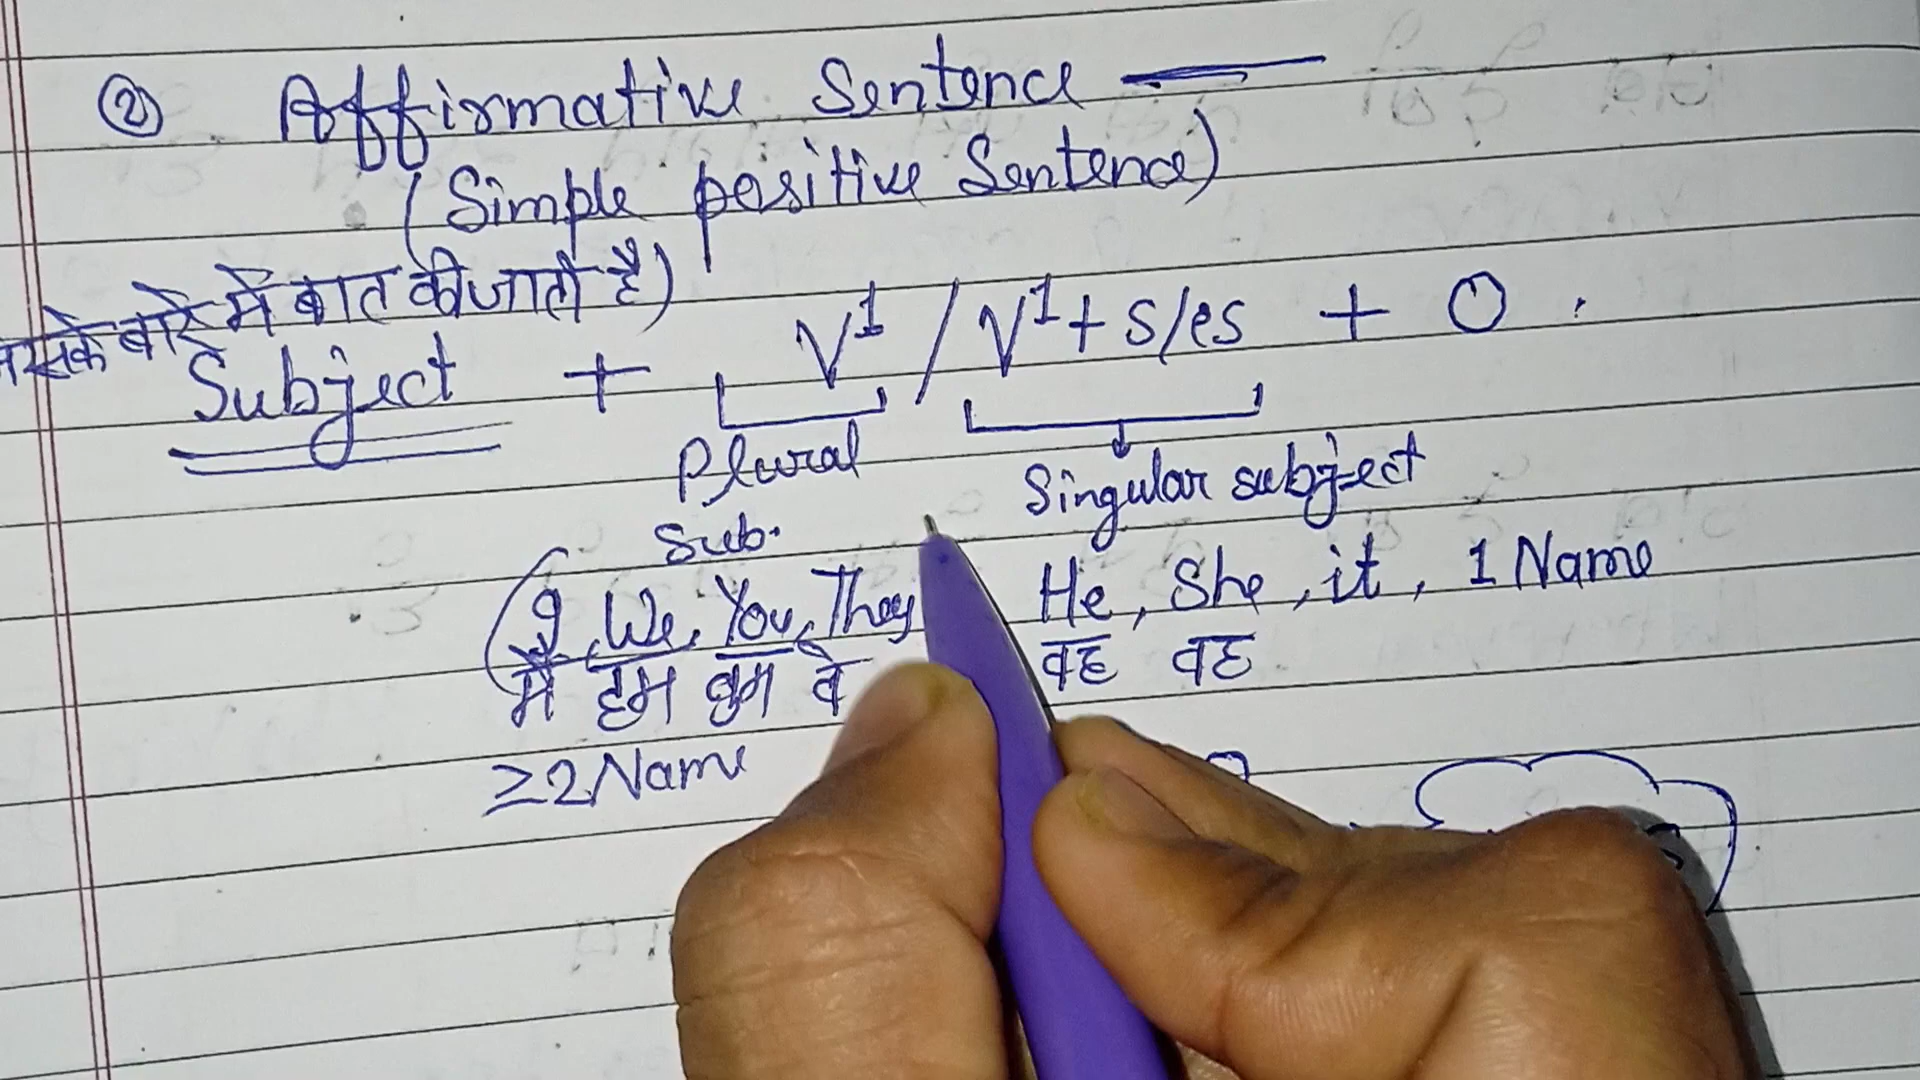 ② Affirmative Sentence —
(Simple positive Sentence)
के बारे में बात की जाती है)
Subject + V¹ / V¹ + s/es + O .
Plural Singular subject
Sub.
(I, We, You, They He, She, it, 1 Name
मैं हम तुम वे वह वह
≥2 Name